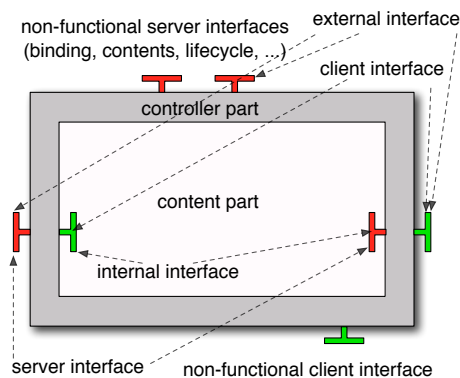 external interface
non-functional server interfaces
(binding, contents, lifecycle, ...)
client interface
controller part
content part
internal interface
server interface
non-functional client interface